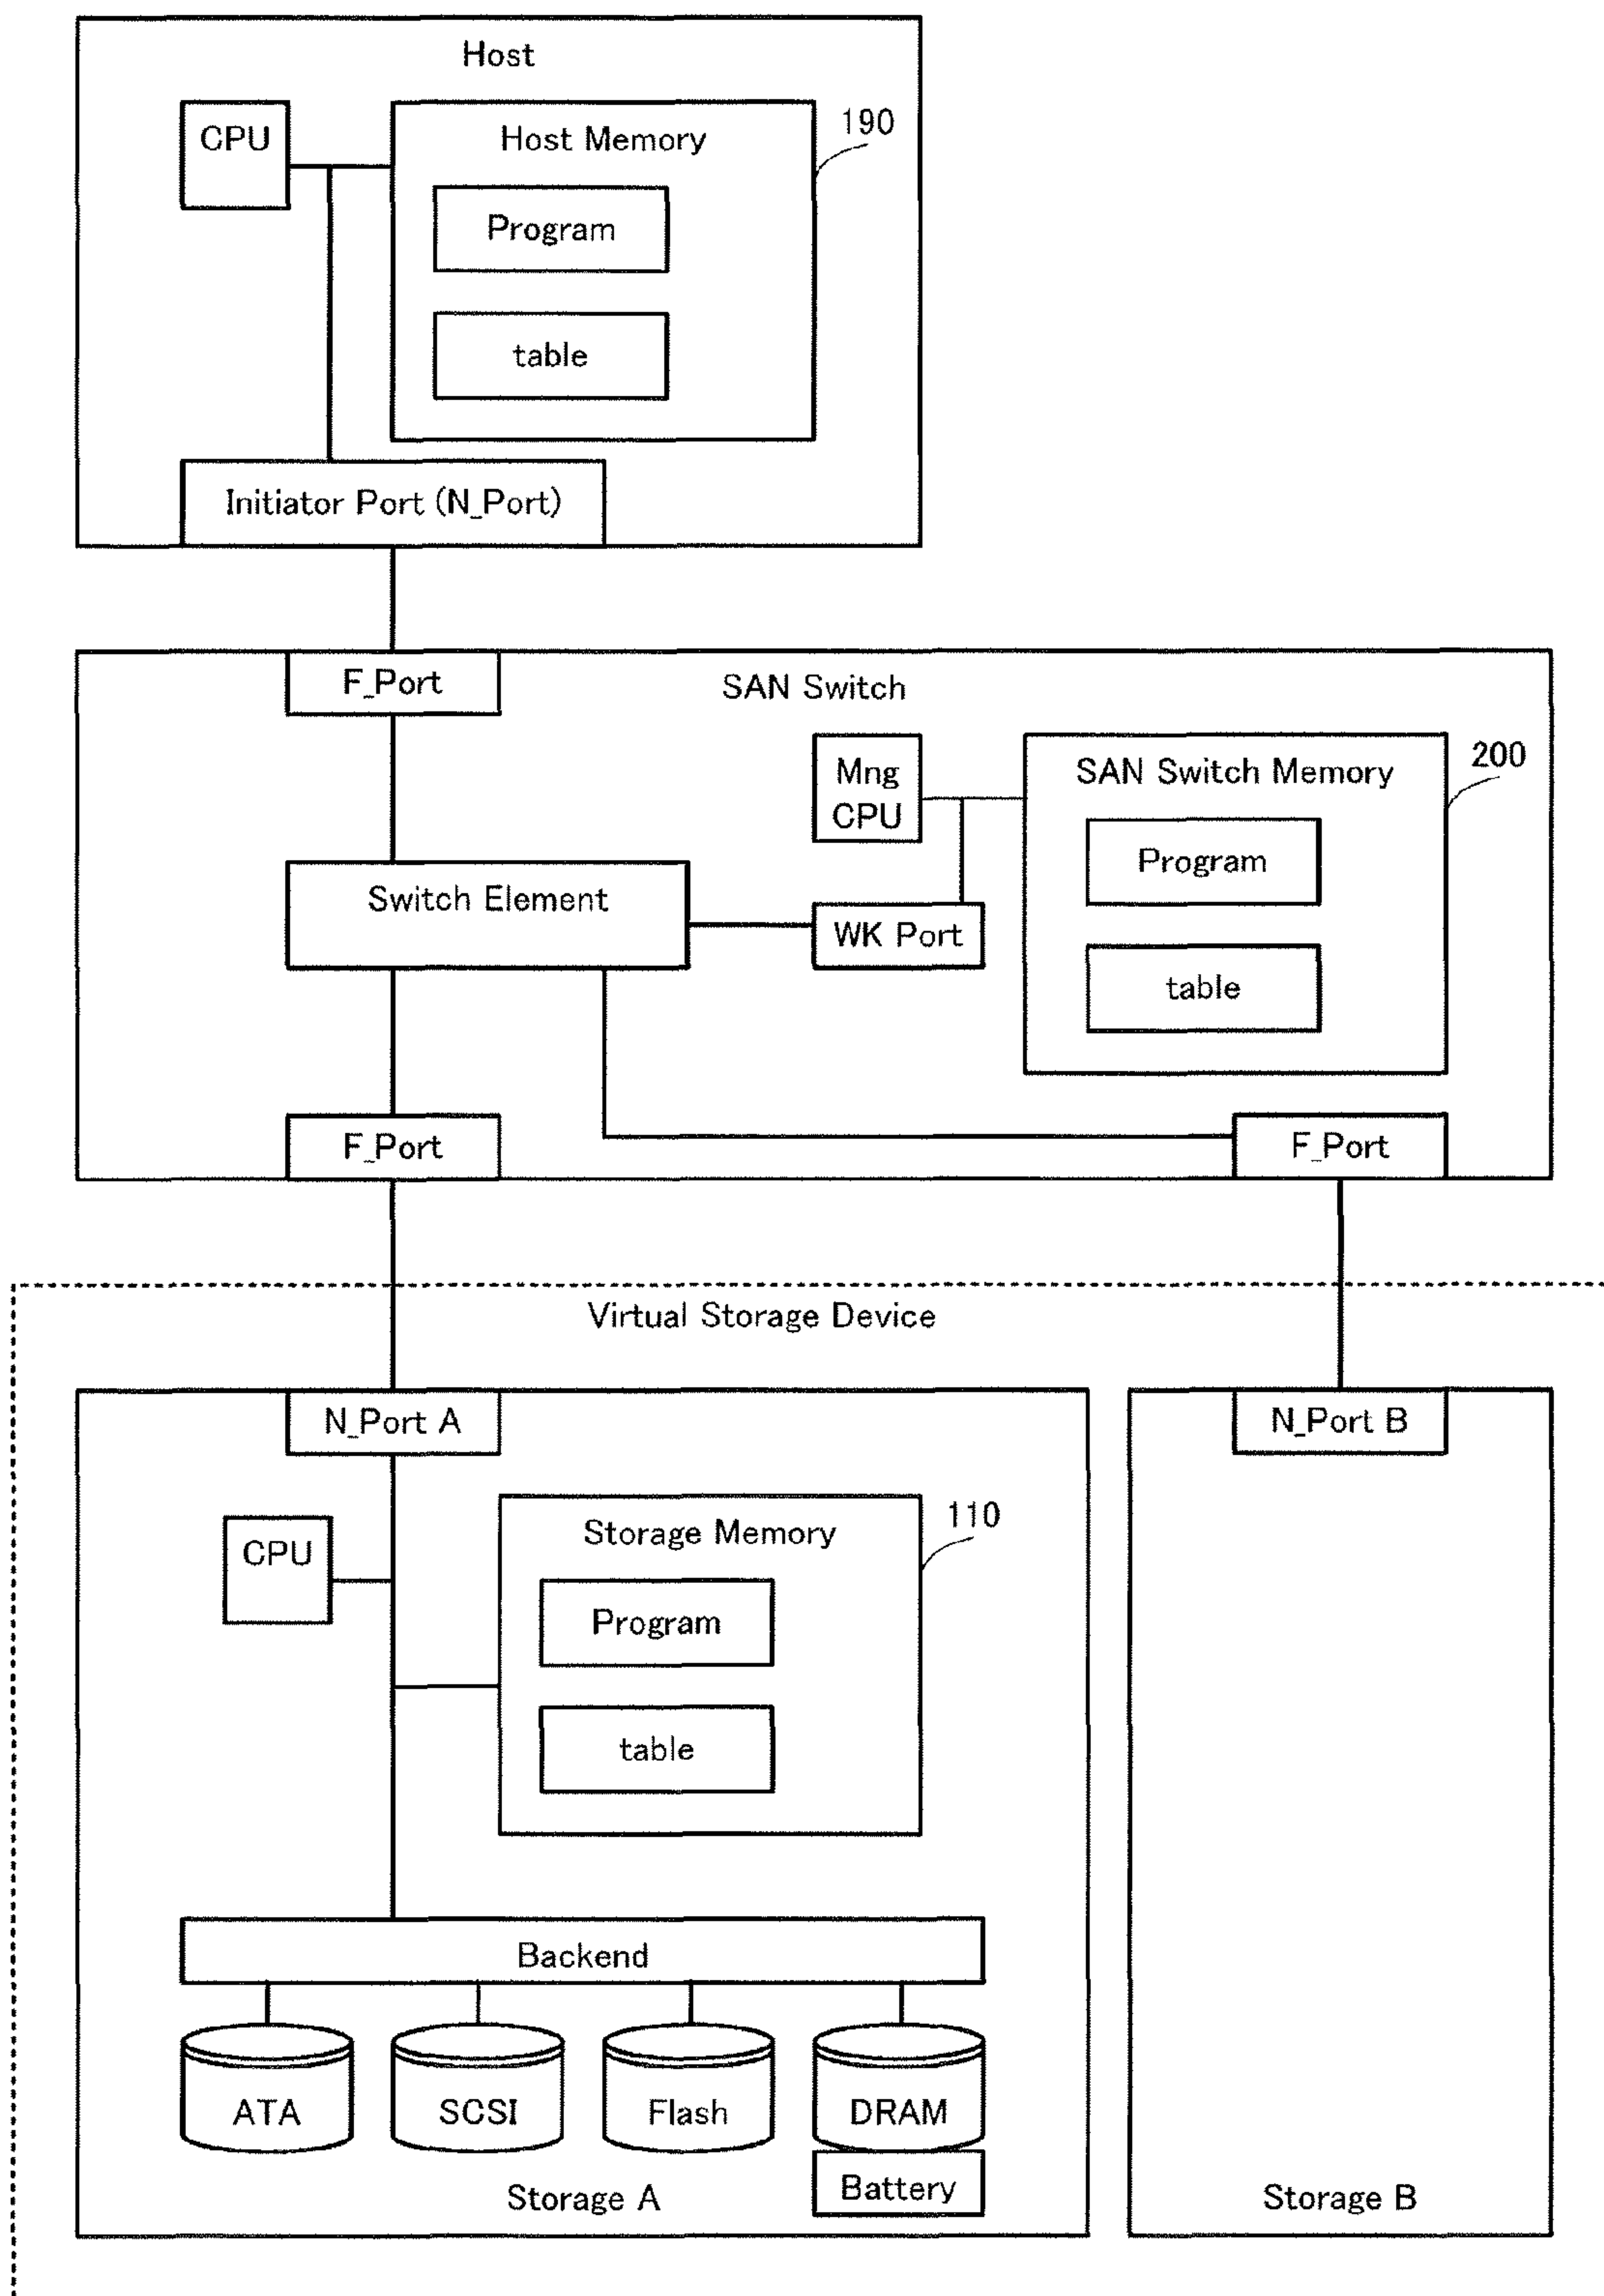 Host
CPU
Host Memory
190
Program
table
Initiator Port (N_Port)
F_Port
SAN Switch
Mng
CPU
SAN Switch Memory
200
Program
Switch Element
WK Port
table
F_Port
F_Port
Virtual Storage Device
N_Port A
N_Port B
CPU
Storage Memory
110
Program
table
Backend
ATA
SCSI
Flash
DRAM
Battery
Storage A
Storage B